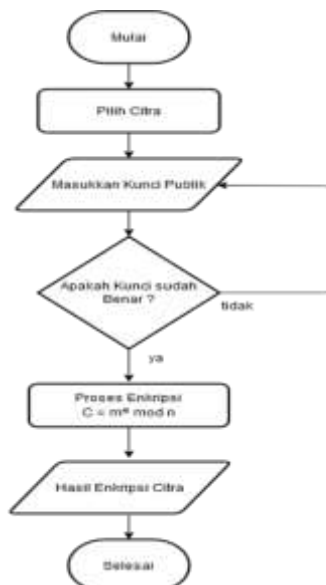 Mulai
Pilih Citra
Masukkan Kunci Publik
Apakah Kunci sudah
Benar ?
tidak
ya
Proses Enkripsi
C = mᵉ mod n
Hasil Enkripsi Citra
Selesai